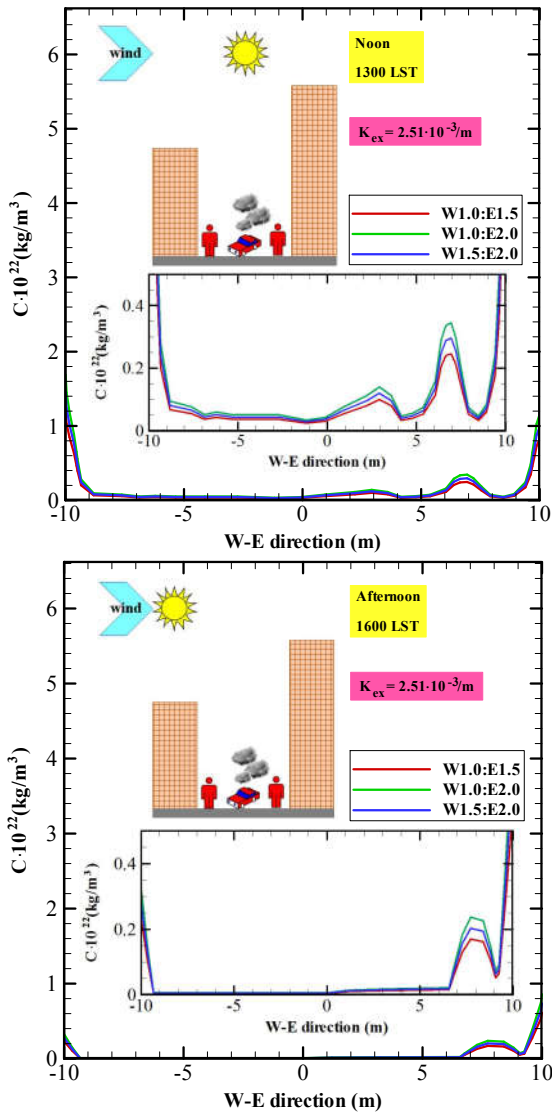 6
5
4
3
2
1
0
C·10²²(kg/m³)
wind
Noon
1300 LST
Kex = 2.51·10⁻³/m
W1.0:E1.5
W1.0:E2.0
W1.5:E2.0
0.4
0.2
0
C·10²²(kg/m³)
-10 -5 0 5 10
W-E direction (m)
-10 -5 0 5 10
W-E direction (m)
6
5
4
3
2
1
0
C·10²²(kg/m³)
wind
Afternoon
1600 LST
Kex = 2.51·10⁻³/m
W1.0:E1.5
W1.0:E2.0
W1.5:E2.0
0.4
0.2
0
C·10²²(kg/m³)
-10 -5 0 5 10
W-E direction (m)
-10 -5 0 5 10
W-E direction (m)